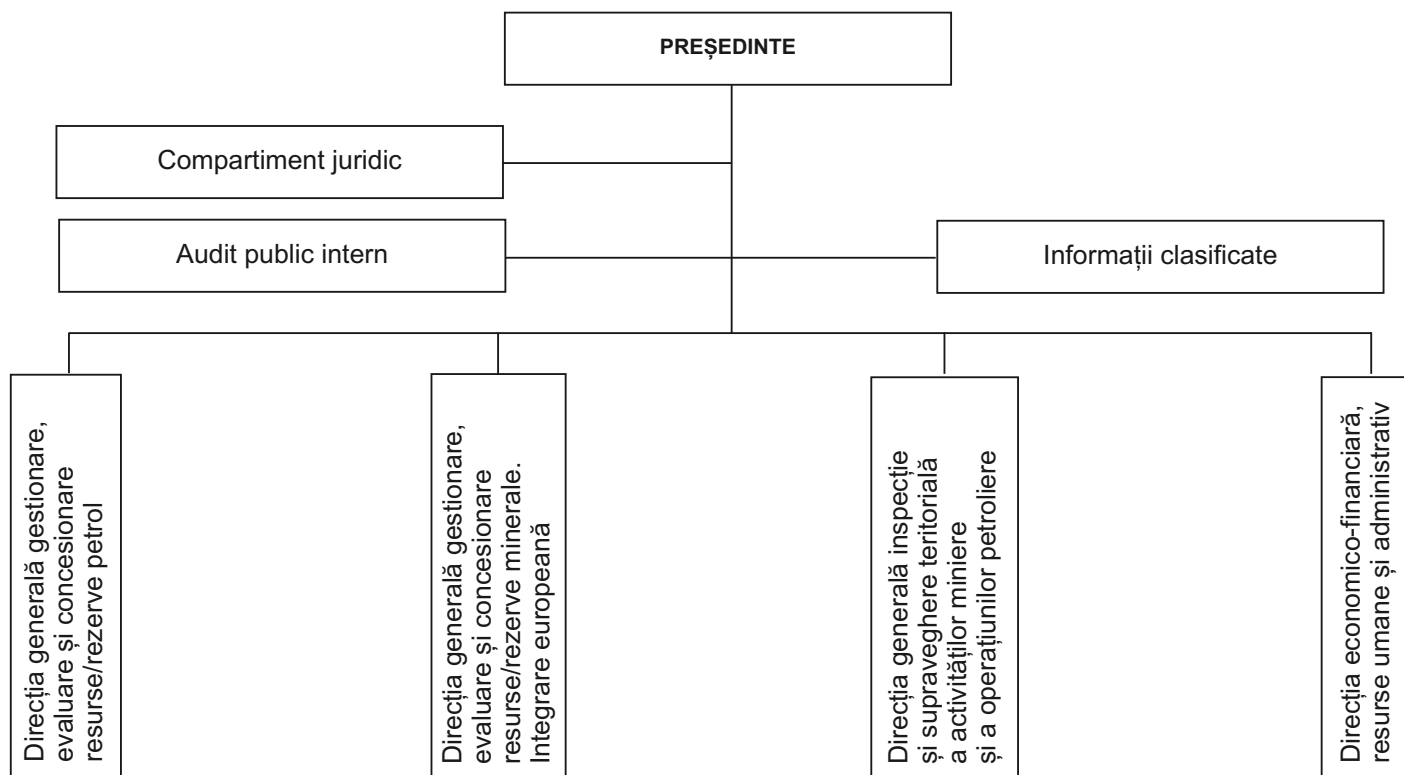 PREȘEDINTE
Compartiment juridic
Audit public intern
Informații clasificate
Direcția generală gestionare,
evaluare și concesionare
resurse/rezerve petrol
Direcția generală gestionare,
evaluare și concesionare
resurse/rezerve minerale.
Integrare europeană
Direcția generală inspecție
și supraveghere teritorială
a activităților miniere
și a operațiunilor petroliere
Direcția economico-financiară,
resurse umane și administrativ